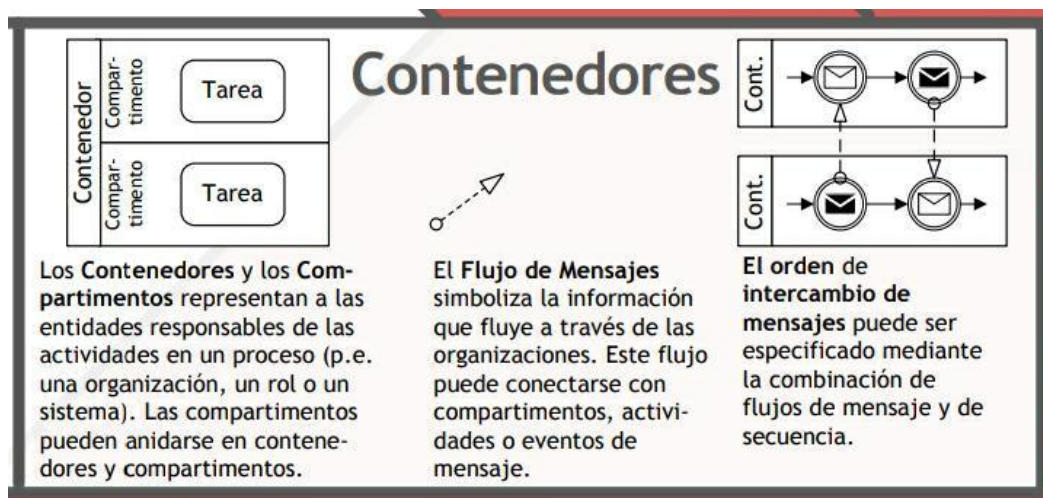 Contenedores
Contenedor
Compar-
timento
Tarea
Compar-
timento
Tarea
Los Contenedores y los Com-
partimentos representan a las
entidades responsables de las
actividades en un proceso (p.e.
una organización, un rol o un
sistema). Las compartimentos
pueden anidarse en contene-
dores y compartimentos.
El Flujo de Mensajes
simboliza la información
que fluye a través de las
organizaciones. Este flujo
puede conectarse con
compartimentos, activi-
dades o eventos de
mensaje.
Cont.
Cont.
El orden de
intercambio de
mensajes puede ser
especificado mediante
la combinación de
flujos de mensaje y de
secuencia.